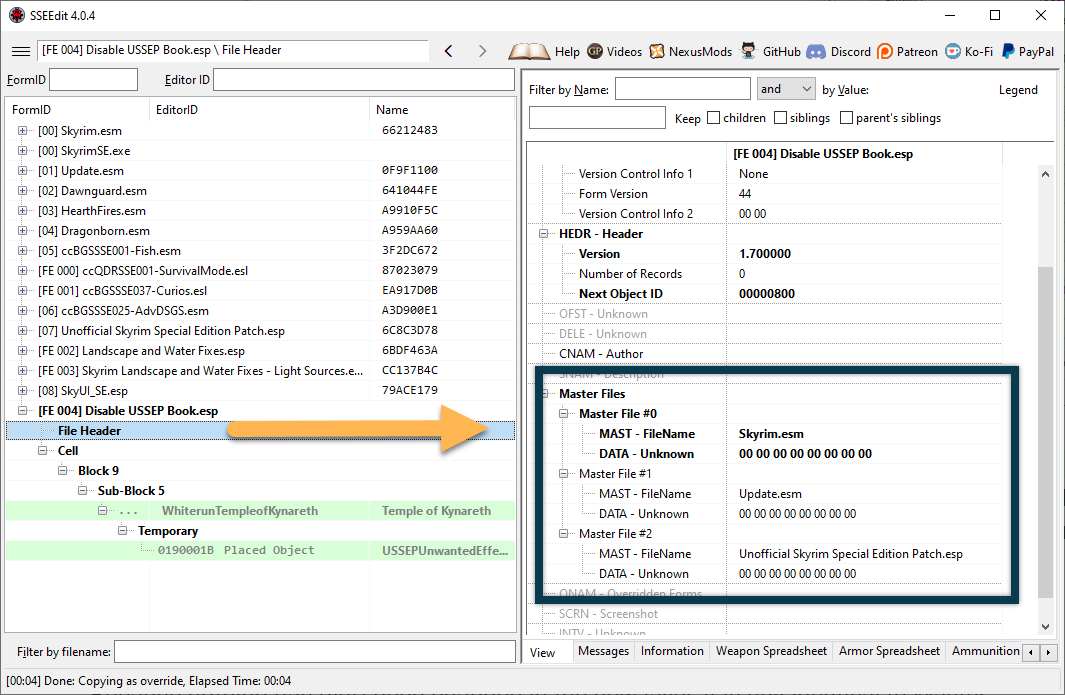 SSEEdit 4.0.4
[FE 004] Disable USSEP Book.esp \ File Header
Help Videos NexusMods GitHub Discord Patreon Ko-Fi PayPal
FormID Editor ID
FormID EditorID Name
[00] Skyrim.esm 66212483
[00] SkyrimSE.exe
[01] Update.esm 0F9F1100
[02] Dawnguard.esm 641044FE
[03] HearthFires.esm A9910F5C
[04] Dragonborn.esm A959AA60
[05] ccBGSSSE001-Fish.esm 3F2DC672
[FE 000] ccQDRSSE001-SurvivalMode.esl 87023079
[FE 001] ccBGSSSE037-Curios.esl EA917D0B
[06] ccBGSSSE025-AdvDSGS.esm A3D900E1
[07] Unofficial Skyrim Special Edition Patch.esp 6C8C3D78
[FE 002] Landscape and Water Fixes.esp 6BDF463A
[FE 003] Skyrim Landscape and Water Fixes - Light Sources.e... CC137B4C
[08] SkyUI_SE.esp 79ACE179
[FE 004] Disable USSEP Book.esp
File Header
Cell
Block 9
Sub-Block 5
... WhiterunTempleofKynareth Temple of Kynareth
Temporary
0190001B Placed Object USSEPUnwantedEffe...
Filter by filename:
Filter by Name: and by Value: Legend
Keep children siblings parent's siblings
[FE 004] Disable USSEP Book.esp
Version Control Info 1 None
Form Version 44
Version Control Info 2 00 00
HEDR - Header
Version 1.700000
Number of Records 0
Next Object ID 00000800
OFST - Unknown
DELE - Unknown
CNAM - Author
SNAM - Description
Master Files
Master File #0
MAST - FileName Skyrim.esm
DATA - Unknown 00 00 00 00 00 00 00 00
Master File #1
MAST - FileName Update.esm
DATA - Unknown 00 00 00 00 00 00 00 00
Master File #2
MAST - FileName Unofficial Skyrim Special Edition Patch.esp
DATA - Unknown 00 00 00 00 00 00 00 00
ONAM - Overridden Forms
SCRN - Screenshot
INTV - Unknown
View Messages Information Weapon Spreadsheet Armor Spreadsheet Ammunition
[00:04] Done: Copying as override, Elapsed Time: 00:04